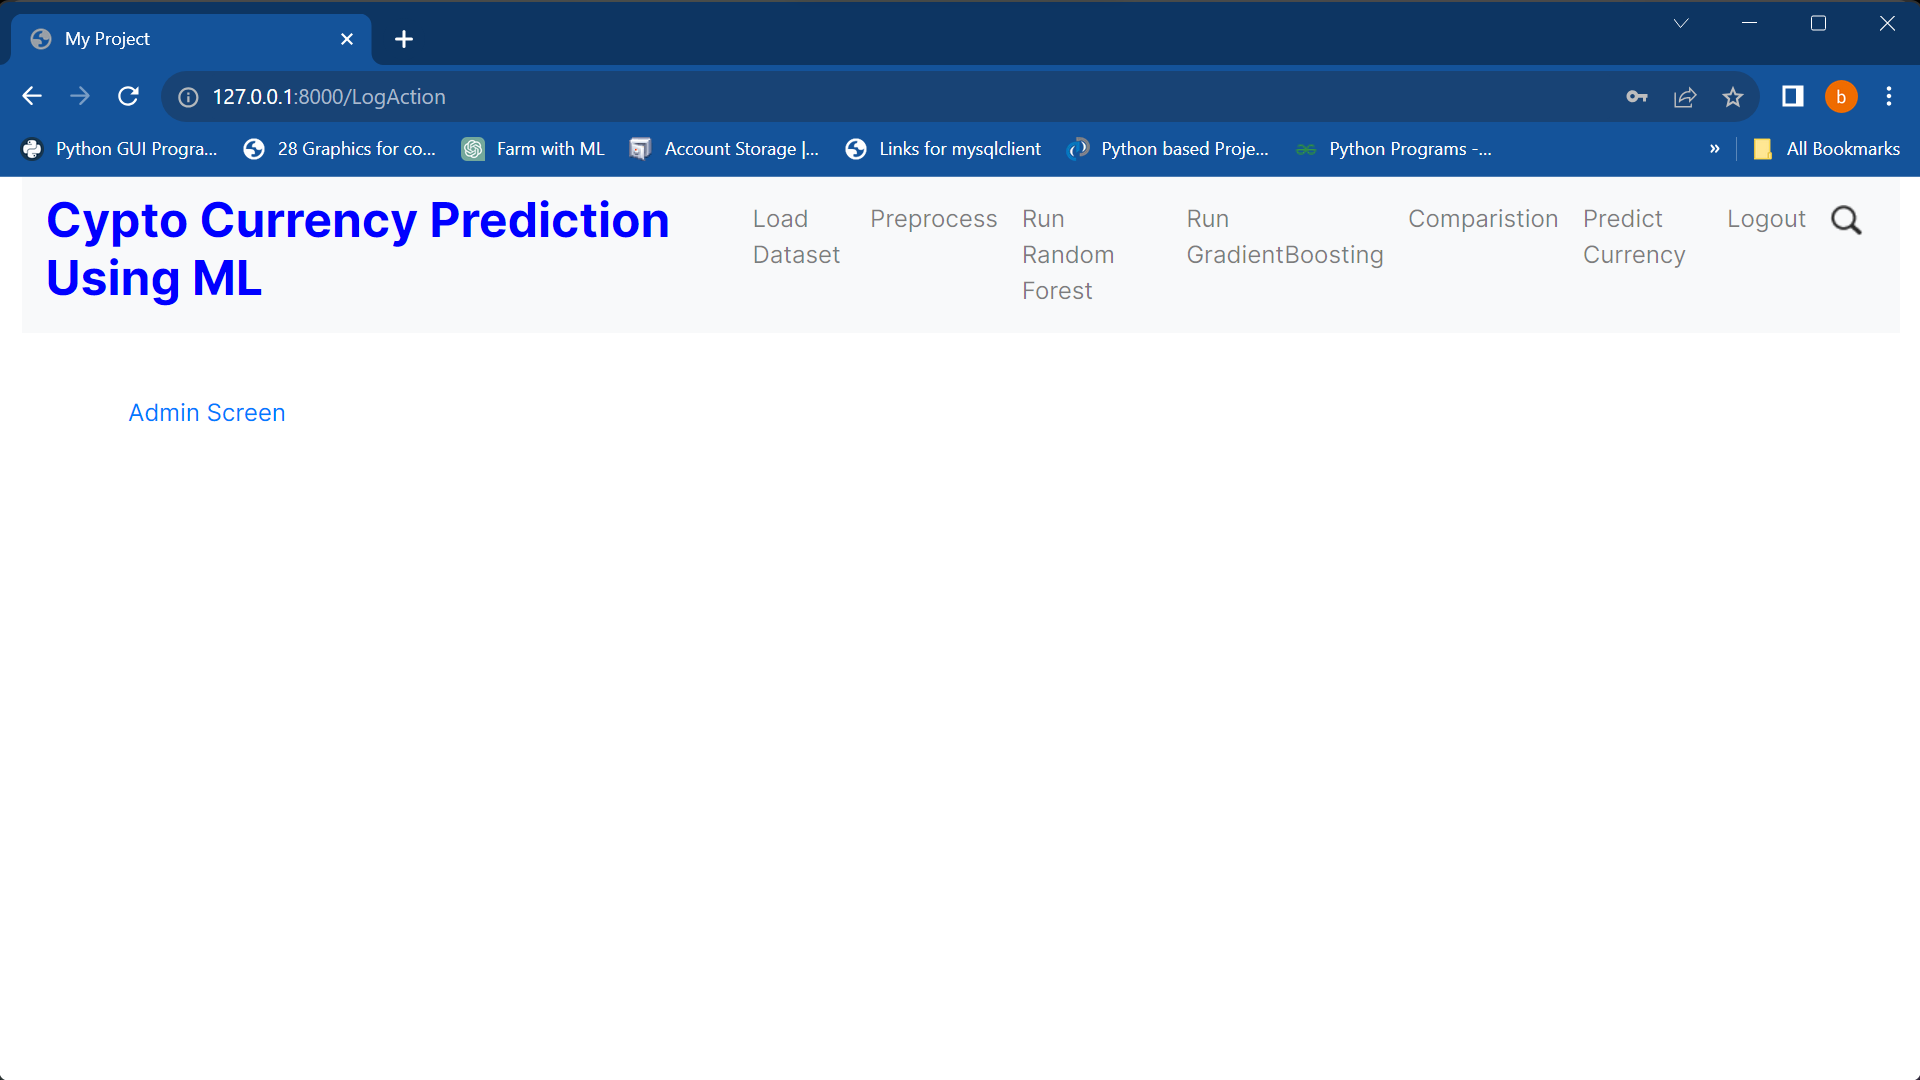 My Project
127.0.0.1:8000/LogAction
b
Python GUI Progra...
28 Graphics for co...
Farm with ML
Account Storage |...
Links for mysqlclient
Python based Proje...
Python Programs -...
»
All Bookmarks
Cypto Currency Prediction
Using ML
Load
Dataset
Preprocess
Run
Random
Forest
Run
GradientBoosting
Comparistion
Predict
Currency
Logout
Admin Screen